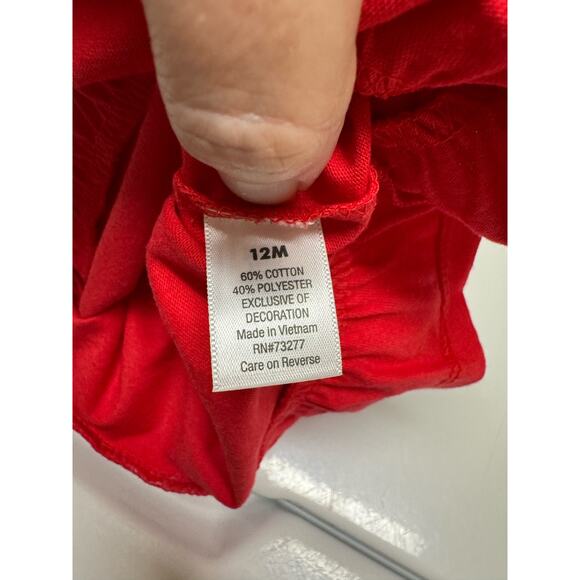 12M
60% COTTON
40% POLYESTER
EXCLUSIVE OF
DECORATION
Made in Vietnam
RN#73277
Care on Reverse